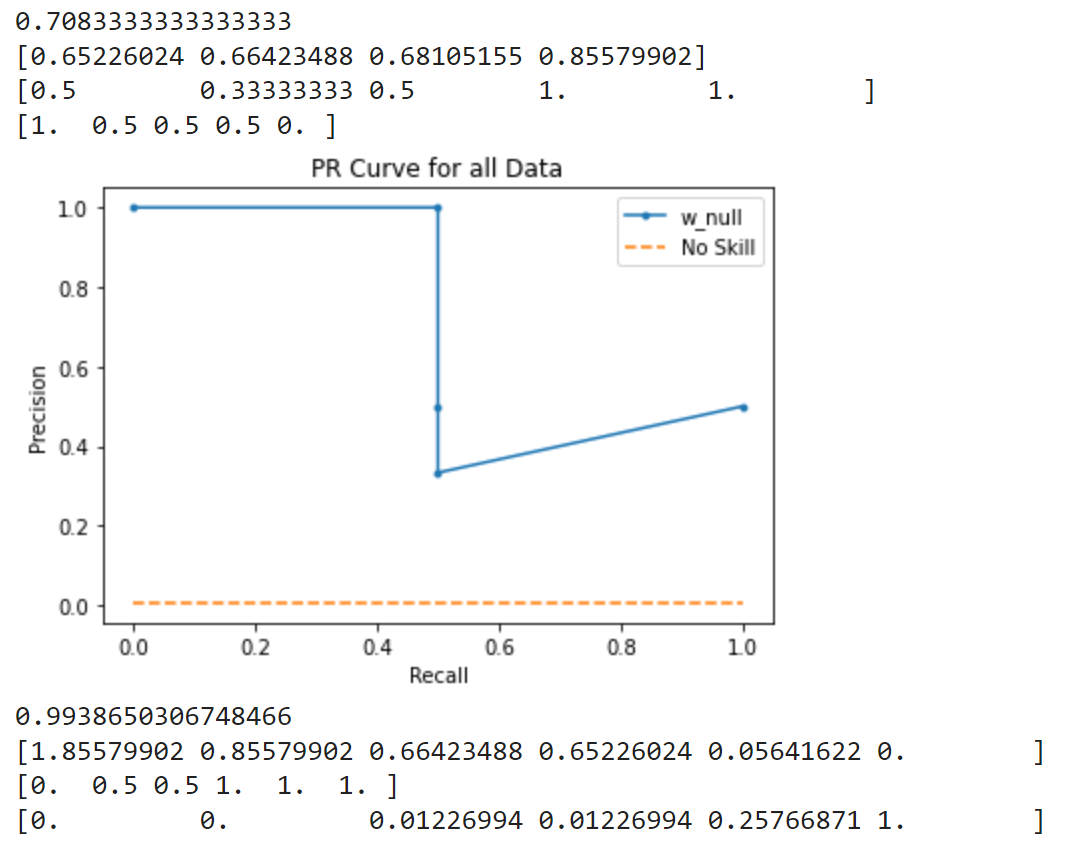 0.7083333333333333
[0.65226024 0.66423488 0.68105155 0.85579902]
[0.5        0.33333333 0.5        1.         1.        ]
[1.  0.5 0.5 0.5 0. ]
PR Curve for all Data
1.0
0.8
0.6
0.4
0.2
0.0
Precision
w_null
No Skill
0.0 0.2 0.4 0.6 0.8 1.0
Recall
0.9938650306748466
[1.85579902 0.85579902 0.66423488 0.65226024 0.05641622 0.        ]
[0.  0.5 0.5 1.  1.  1. ]
[0.         0.         0.01226994 0.01226994 0.25766871 1.        ]